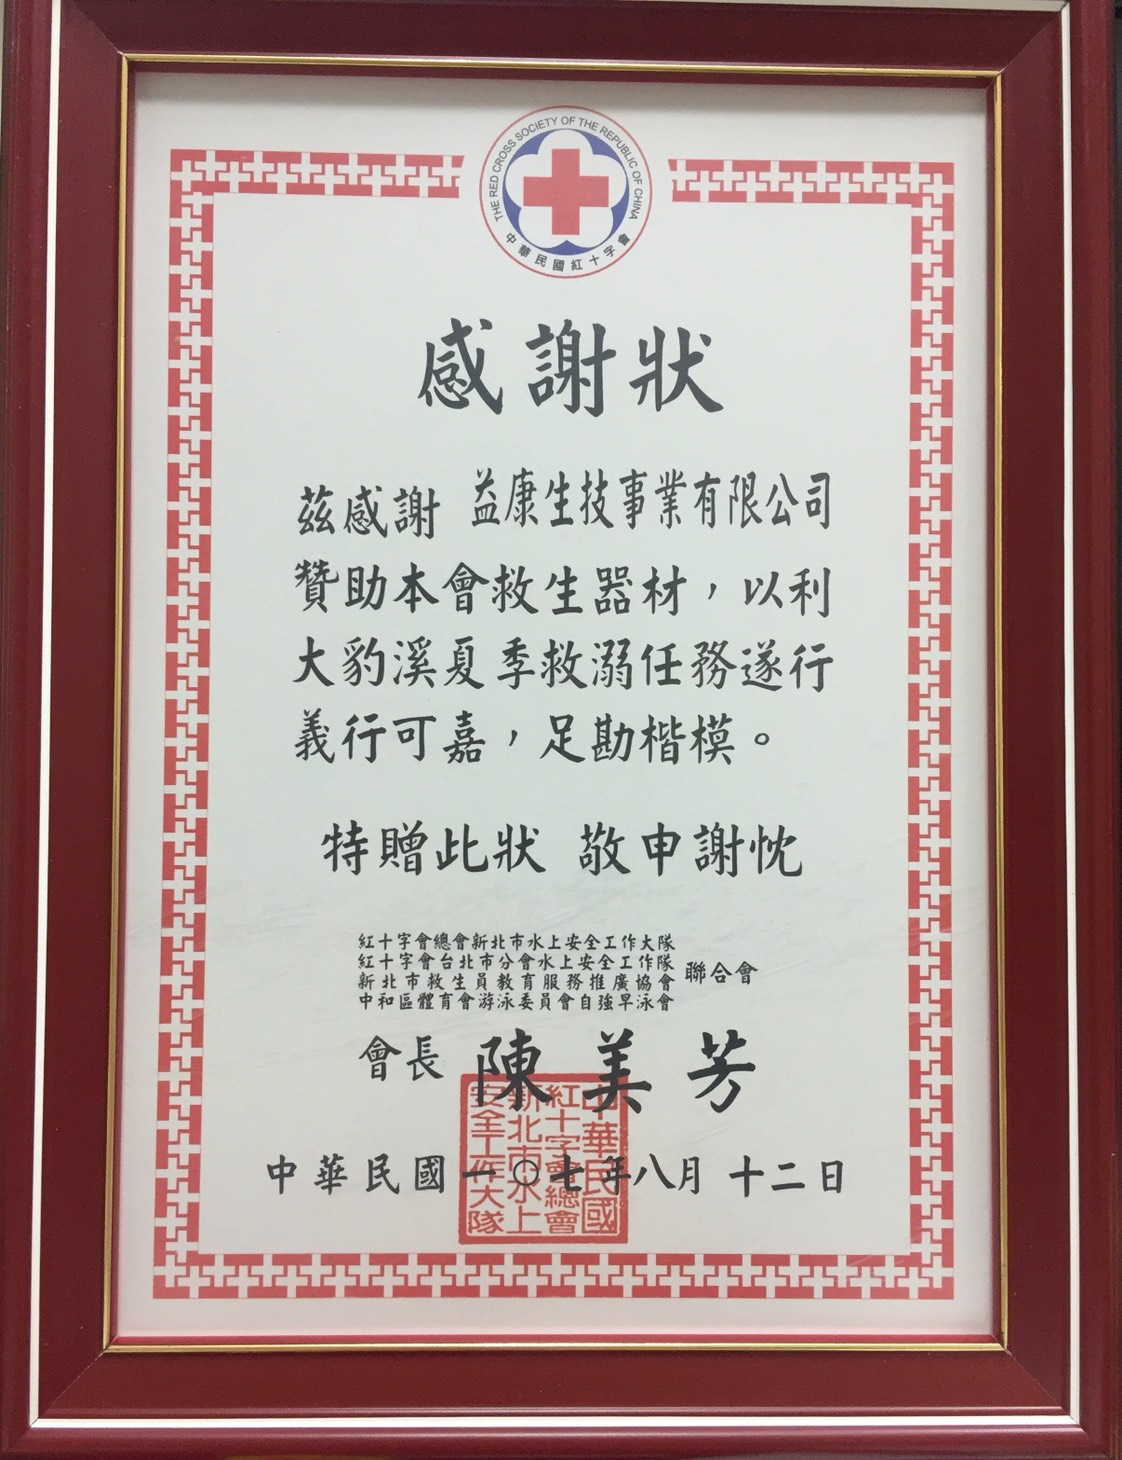 THE RED CROSS SOCIETY OF THE REPUBLIC OF CHINA
中華民國紅十字會
感謝狀
茲感謝 益康生技事業有限公司
贊助本會救生器材，以利
大豹溪夏季救溺任務遂行
義行可嘉，足勘楷模。
特贈此狀 敬申謝忱
紅十字會總會新北市水上安全工作大隊
紅十字會台北市分會水上安全工作隊
新北市救生員教育服務推廣協會
中和區體育會游泳委員會自強早泳會
聯合會
會長 陳美芳
中華民國一〇七年八月十二日
中華民國
紅十字會總會
新北市水上
安全工作大隊